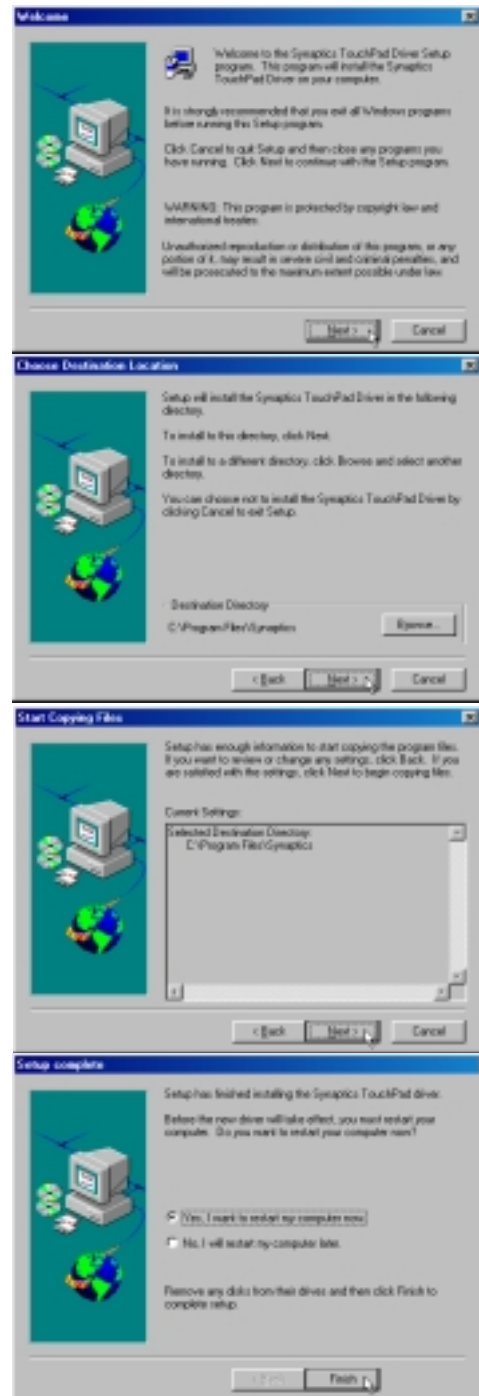 Welcome
Welcome to the Synaptics TouchPad Driver Setup
program. This program will install the Synaptics
TouchPad Driver on your computer.
It is strongly recommended that you exit all Windows programs
before running this Setup program.
Click Cancel to quit Setup and then close any programs you
have running. Click Next to continue with the Setup program.
WARNING: This program is protected by copyright law and
international treaties.
Unauthorized reproduction or distribution of this program, or any
portion of it, may result in severe civil and criminal penalties, and
will be prosecuted to the maximum extent possible under law.
Next >
Cancel
Choose Destination Location
Setup will install the Synaptics TouchPad Driver in the following
directory.
To install to this directory, click Next.
To install to a different directory, click Browse and select another
directory.
You can choose not to install the Synaptics TouchPad Driver by
clicking Cancel to exit Setup.
Destination Directory
C:\Program Files\Synaptics
Browse...
< Back
Next >
Cancel
Start Copying Files
Setup has enough information to start copying the program files.
If you want to review or change any settings, click Back. If you
are satisfied with the settings, click Next to begin copying files.
Current Settings:
Selected Destination Directory:
C:\Program Files\Synaptics
< Back
Next >
Cancel
Setup complete
Setup has finished installing the Synaptics TouchPad driver.
Before the new driver will take effect, you must restart your
computer. Do you want to restart your computer now?
Yes, I want to restart my computer now.
No, I will restart my computer later.
Remove any disks from their drives and then click Finish to
complete setup.
< Back
Finish